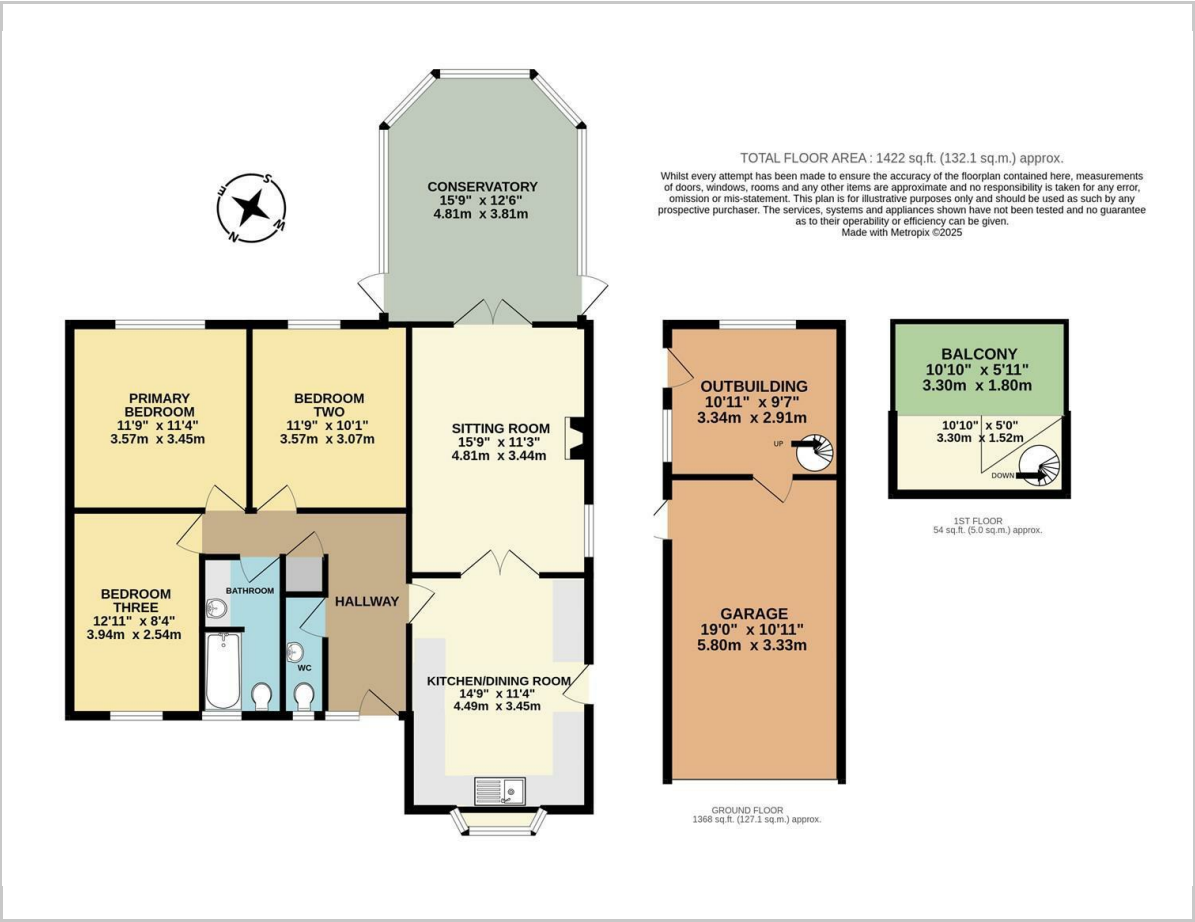 TOTAL FLOOR AREA : 1422 sq.ft. (132.1 sq.m.) approx.
Whilst every attempt has been made to ensure the accuracy of the floorplan contained here, measurements
of doors, windows, rooms and any other items are approximate and no responsibility is taken for any error,
omission or mis-statement. This plan is for illustrative purposes only and should be used as such by any
prospective purchaser. The services, systems and appliances shown have not been tested and no guarantee
as to their operability or efficiency can be given.
Made with Metropix ©2025
S
E
W
N
CONSERVATORY
15'9" x 12'6"
4.81m x 3.81m
PRIMARY
BEDROOM
11'9" x 11'4"
3.57m x 3.45m
BEDROOM
TWO
11'9" x 10'1"
3.57m x 3.07m
SITTING ROOM
15'9" x 11'3"
4.81m x 3.44m
OUTBUILDING
10'11" x 9'7"
3.34m x 2.91m
UP
BALCONY
10'10" x 5'11"
3.30m x 1.80m
10'10" x 5'0"
3.30m x 1.52m
DOWN
1ST FLOOR
54 sq.ft. (5.0 sq.m.) approx.
BEDROOM
THREE
12'11" x 8'4"
3.94m x 2.54m
BATHROOM
HALLWAY
WC
KITCHEN/DINING ROOM
14'9" x 11'4"
4.49m x 3.45m
GARAGE
19'0" x 10'11"
5.80m x 3.33m
GROUND FLOOR
1368 sq.ft. (127.1 sq.m.) approx.